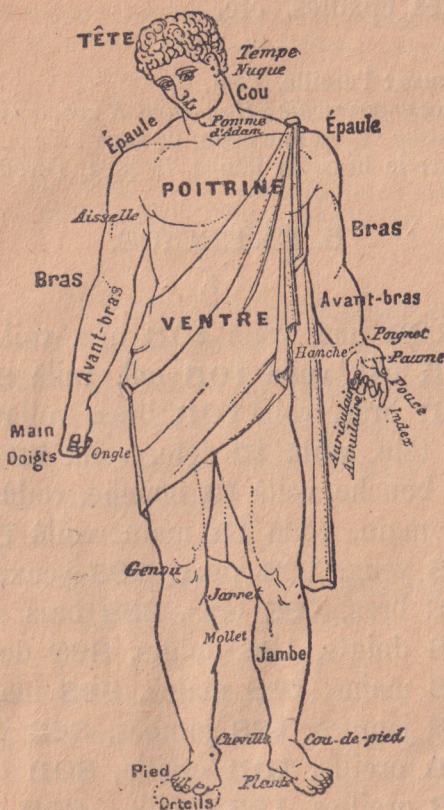 TÊTE
Tempe
Nuque
Cou
Pomme
d'Adam
Épaule
Épaule
POITRINE
Aisselle
Bras
Bras
Avant-bras
Avant-bras
VENTRE
Poignet
Hanche
Paume
Pouce
Index
Auriculaire
Annulaire
Main
Doigts
Ongle
Genou
Jarret
Mollet
Jambe
Cheville
Cou-de-pied
Pied
Plante
Orteils